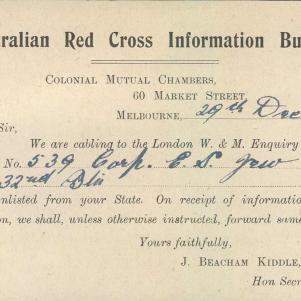 ralian Red Cross Information Bu
COLONIAL MUTUAL CHAMBERS,
60 MARKET STREET,
MELBOURNE, 29th Dec
Sir,
We are cabling to the London W. & M. Enquiry
No. 539 Corp. C. S.
32nd Btn
nlisted from your State. On receipt of information
on, we shall, unless otherwise instructed, forward same
Yours faithfully,
J. BEACHAM KIDDLE,
Hon Secr